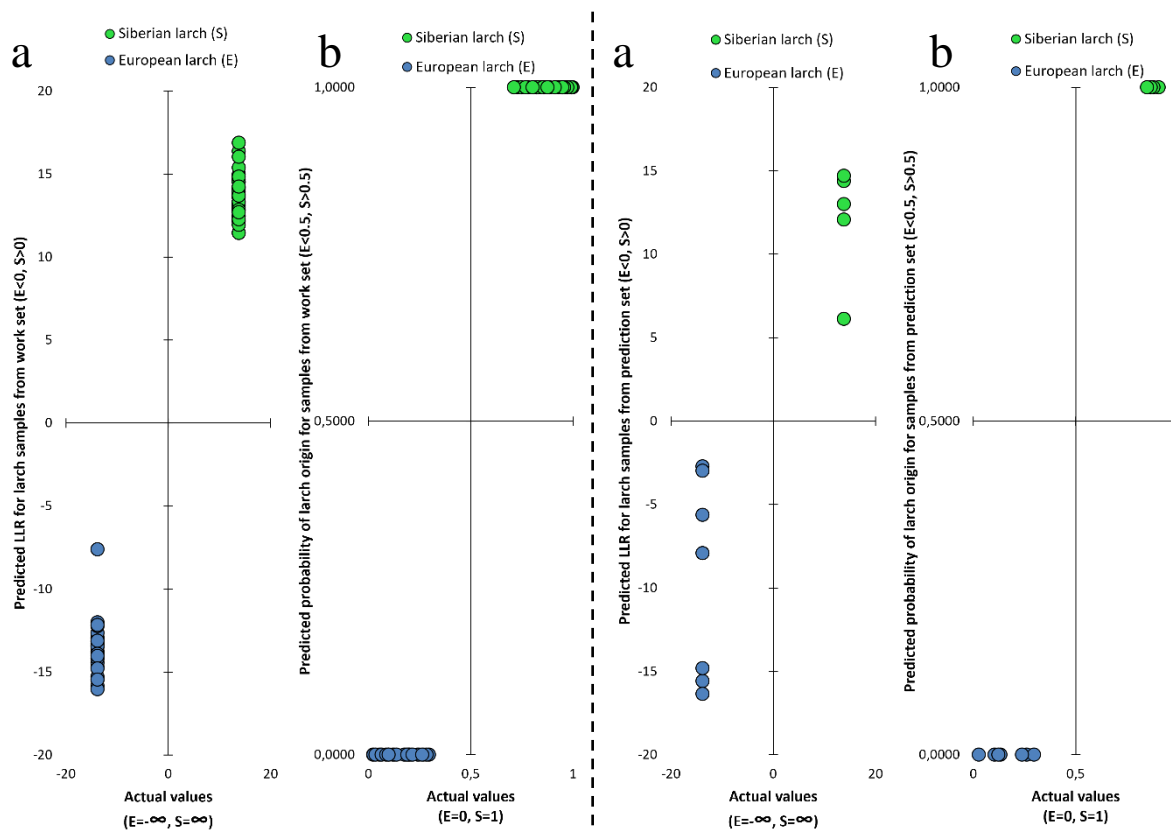 a
Siberian larch (S)
European larch (E)
Predicted LLR for larch samples from work set (E<0, S>0)
20
15
10
5
0
-5
-10
-15
-20
-20
0
20
Actual values
(E=-∞, S=∞)
b
Siberian larch (S)
European larch (E)
Predicted probability of larch origin for samples from work set (E<0.5, S>0.5)
1,0000
0,5000
0,0000
0
0,5
1
Actual values
(E=0, S=1)
a
Siberian larch (S)
European larch (E)
Predicted LLR for larch samples from prediction set (E<0, S>0)
20
15
10
5
0
-5
-10
-15
-20
-20
0
20
Actual values
(E=-∞, S=∞)
b
Siberian larch (S)
European larch (E)
Predicted probability of larch origin for samples from prediction set (E<0.5, S>0.5)
1,0000
0,5000
0,0000
0
0,5
Actual values
(E=0, S=1)